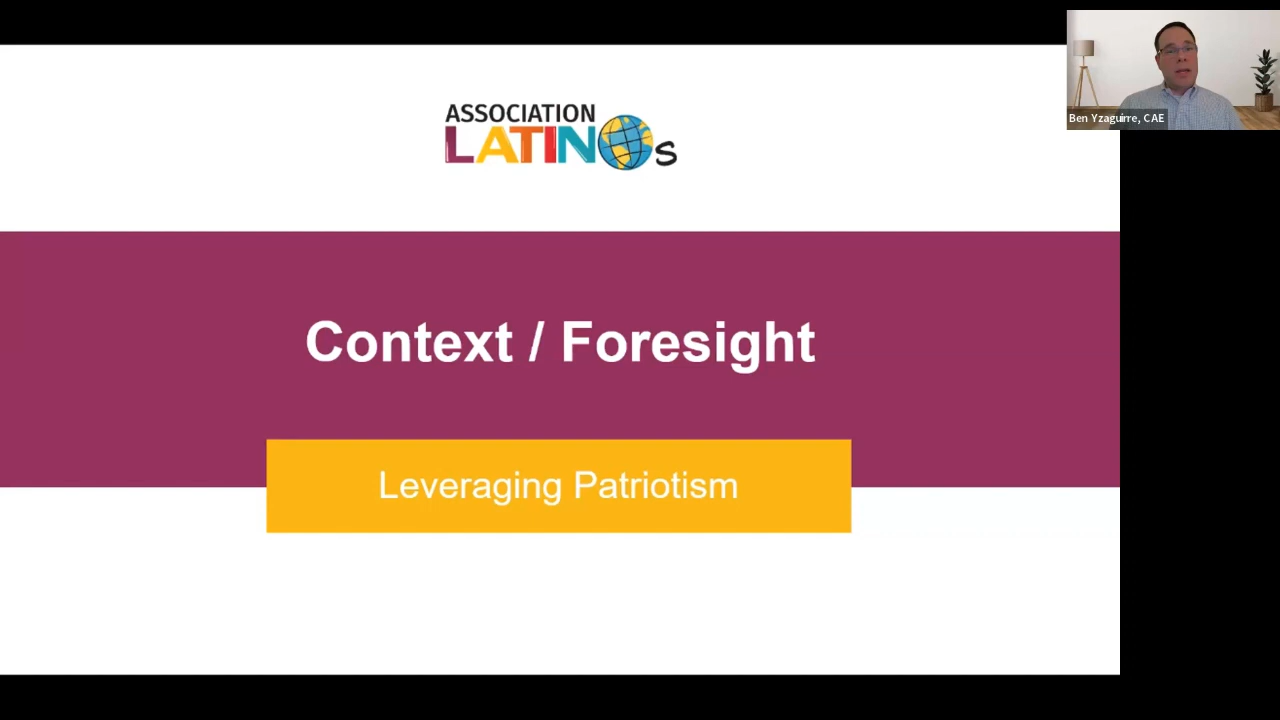 ASSOCIATION
LATINOs
Ben Yzaguirre, CAE
Context / Foresight
Leveraging Patriotism